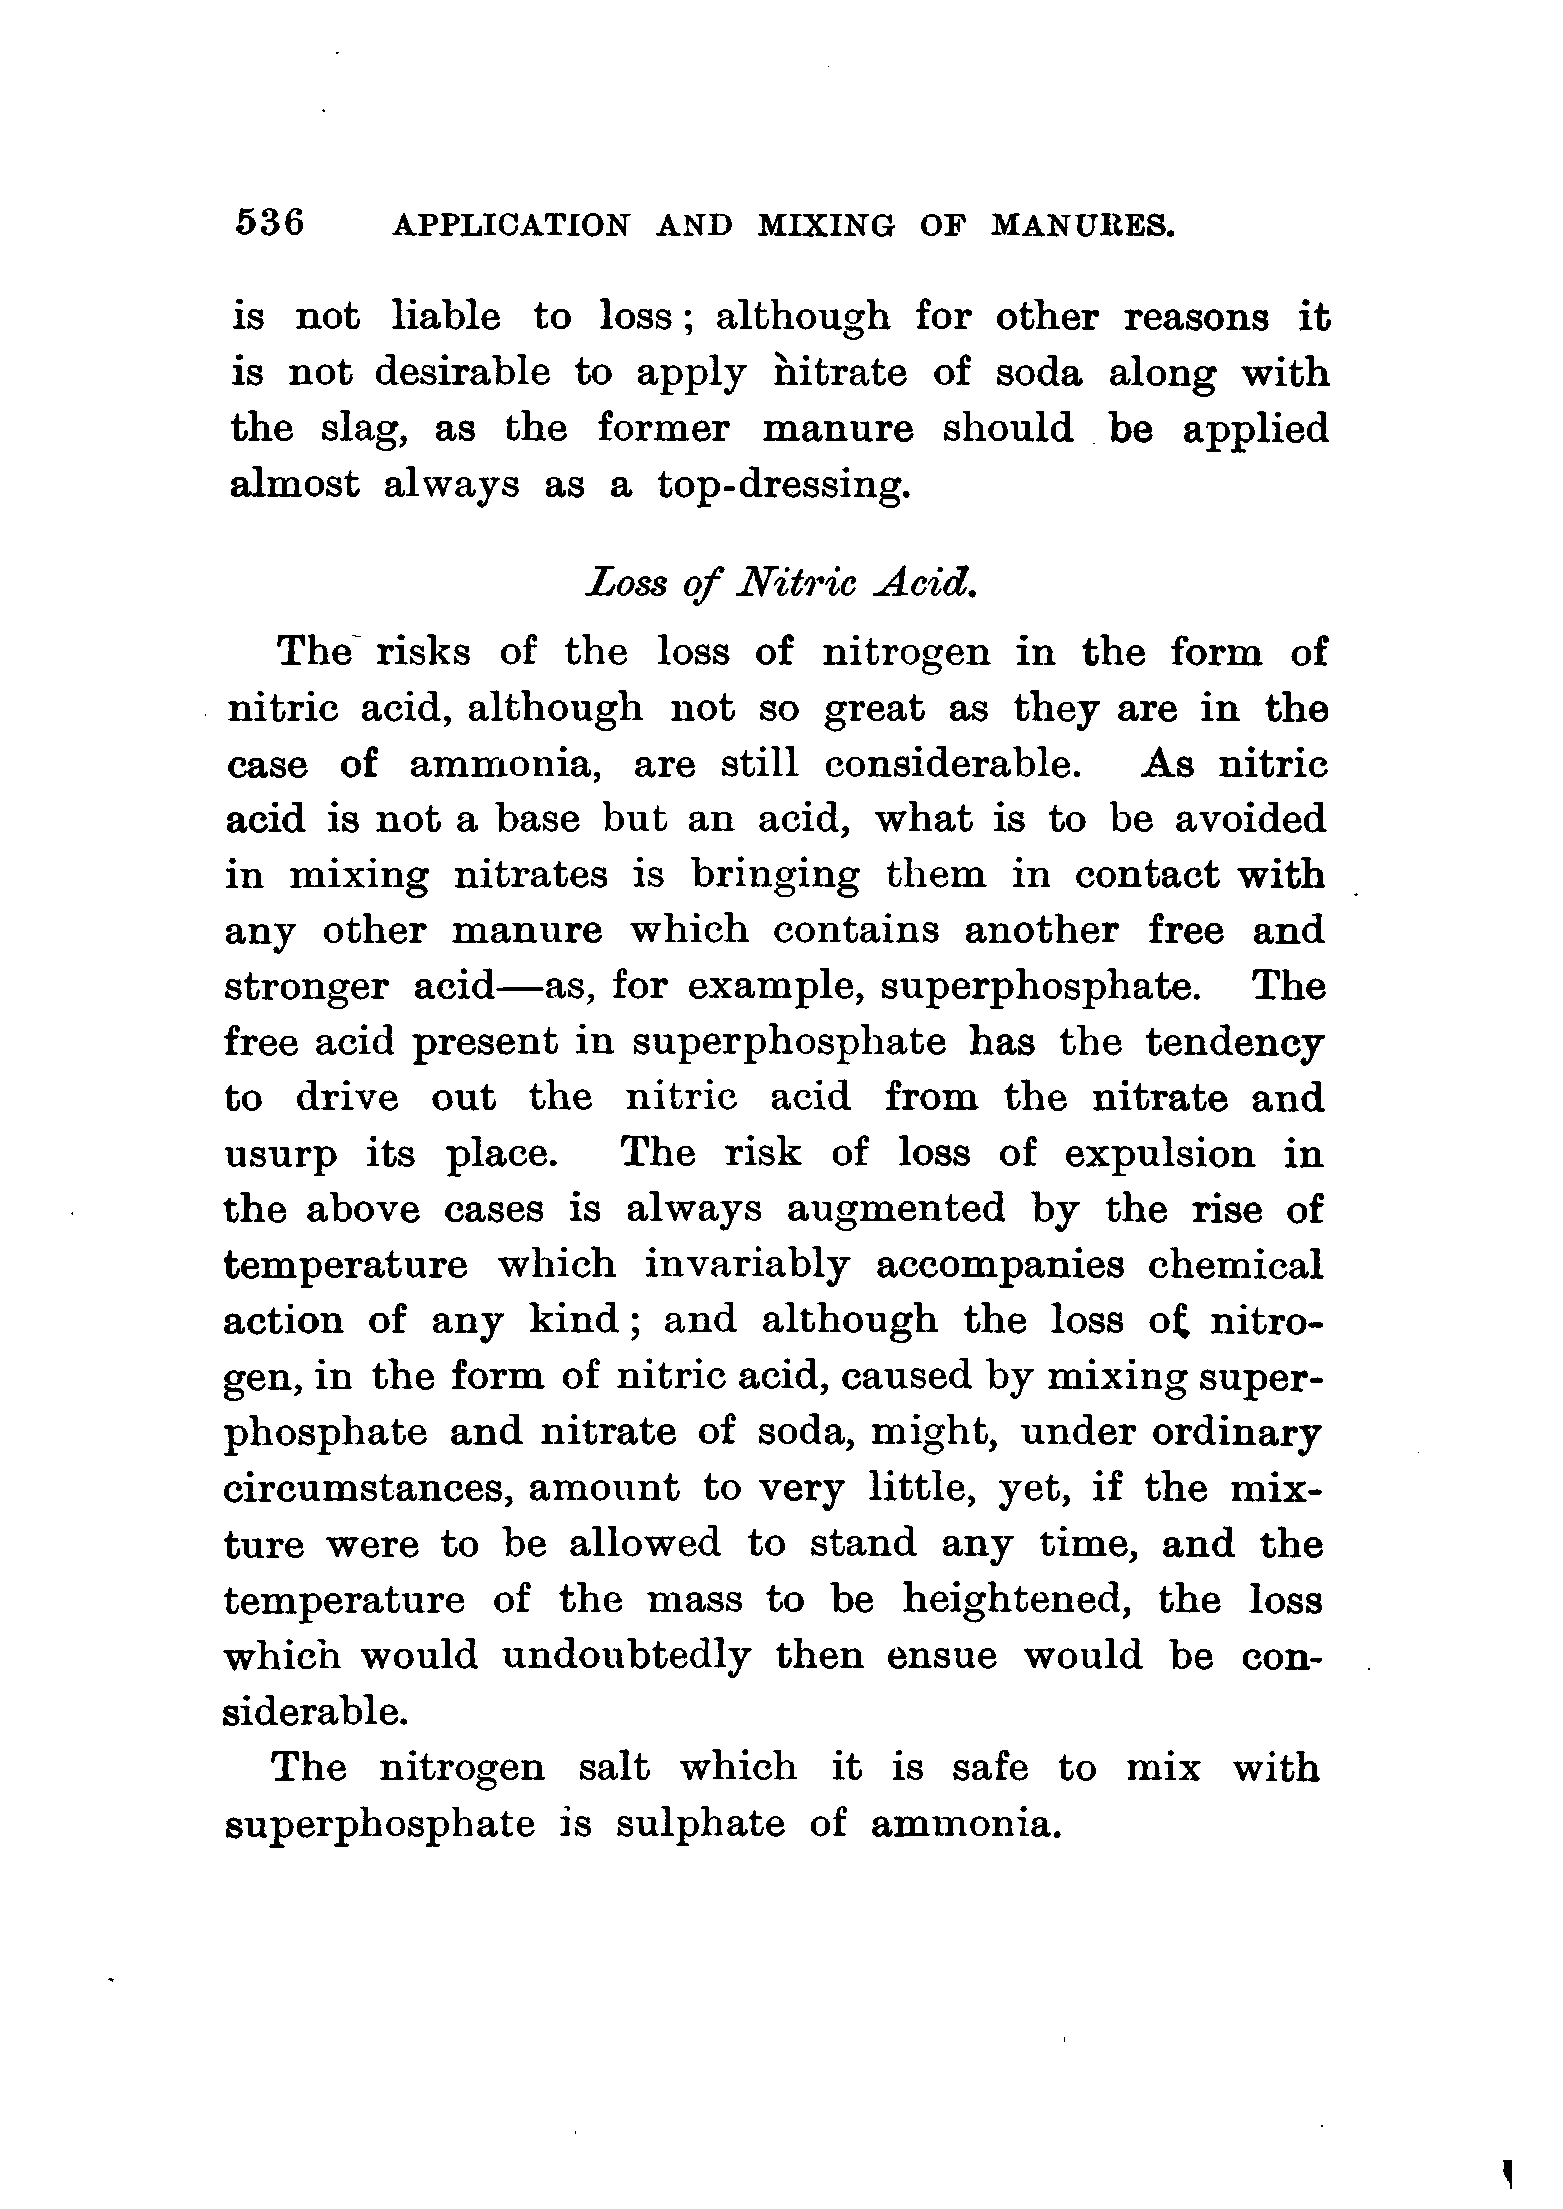 536 APPLICATION AND MIXING OF MANURES.
is not liable to loss; although for other reasons it
is not desirable to apply nitrate of soda along with
the slag, as the former manure should be applied
almost always as a top-dressing.
Loss of Nitric Acid.
The risks of the loss of nitrogen in the form of
nitric acid, although not so great as they are in the
case of ammonia, are still considerable. As nitric
acid is not a base but an acid, what is to be avoided
in mixing nitrates is bringing them in contact with
any other manure which contains another free and
stronger acid—as, for example, superphosphate. The
free acid present in superphosphate has the tendency
to drive out the nitric acid from the nitrate and
usurp its place. The risk of loss of expulsion in
the above cases is always augmented by the rise of
temperature which invariably accompanies chemical
action of any kind; and although the loss of nitro-
gen, in the form of nitric acid, caused by mixing super-
phosphate and nitrate of soda, might, under ordinary
circumstances, amount to very little, yet, if the mix-
ture were to be allowed to stand any time, and the
temperature of the mass to be heightened, the loss
which would undoubtedly then ensue would be con-
siderable.
The nitrogen salt which it is safe to mix with
superphosphate is sulphate of ammonia.